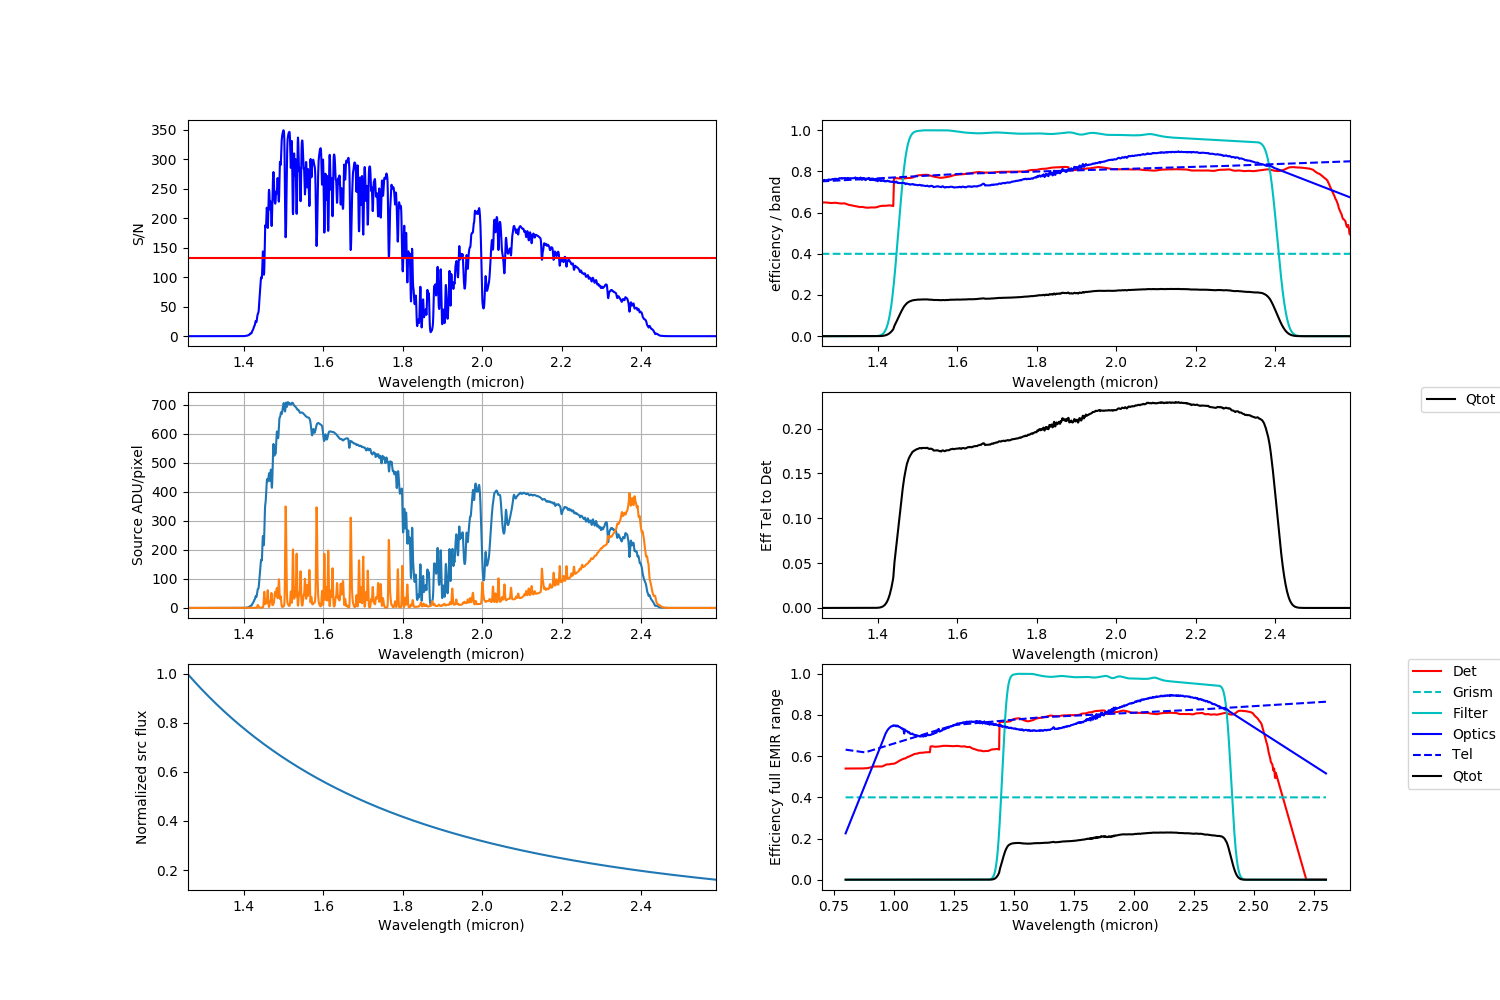 S/N
350
300
250
200
150
100
50
0
1.4 1.6 1.8 2.0 2.2 2.4
Wavelength (micron)
efficiency / band
1.0
0.8
0.6
0.4
0.2
0.0
1.4 1.6 1.8 2.0 2.2 2.4
Wavelength (micron)
Source ADU/pixel
700
600
500
400
300
200
100
0
1.4 1.6 1.8 2.0 2.2 2.4
Wavelength (micron)
Eff Tel to Det
0.20
0.15
0.10
0.05
0.00
1.4 1.6 1.8 2.0 2.2 2.4
Wavelength (micron)
Qtot
Normalized src flux
1.0
0.8
0.6
0.4
0.2
1.4 1.6 1.8 2.0 2.2 2.4
Wavelength (micron)
Efficiency full EMIR range
1.0
0.8
0.6
0.4
0.2
0.0
0.75 1.00 1.25 1.50 1.75 2.00 2.25 2.50 2.75
Wavelength (micron)
Det
Grism
Filter
Optics
Tel
Qtot